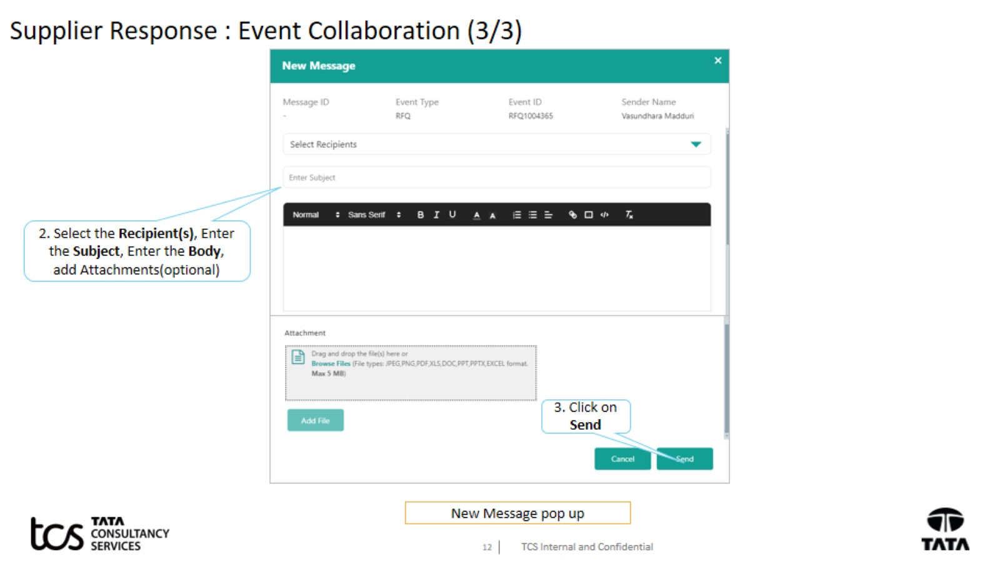 Supplier Response : Event Collaboration (3/3)
New Message
×
Message ID
Event Type
Event ID
Sender Name
-
RFQ
RFQ1004365
Vasundhara Madduri
Select Recipients
Enter Subject
Normal Sans Serif B I U A A </> Tx
2. Select the Recipient(s), Enter
the Subject, Enter the Body,
add Attachments(optional)
Attachment
Drag and drop the file(s) here or
Browse Files (File types: JPEG,PNG,PDF,XLS,DOC,PPT,PPTX,EXCEL format.
Max 5 MB)
Add File
3. Click on
Send
Cancel
Send
New Message pop up
tcs TATA
CONSULTANCY
SERVICES
12 | TCS Internal and Confidential
TATA